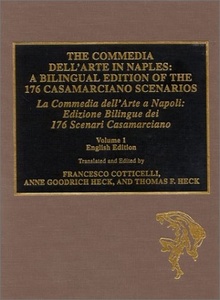 THE COMMEDIA
DELL'ARTE IN NAPLES:
A BILINGUAL EDITION OF THE
176 CASAMARCIANO SCENARIOS
La Commedia dell'Arte a Napoli:
Edizione Bilingue dei
176 Scenari Casamarciano
Volume 1
English Edition
Translated and Edited by
FRANCESCO COTTICELLI,
ANNE GOODRICH HECK, AND THOMAS F. HECK